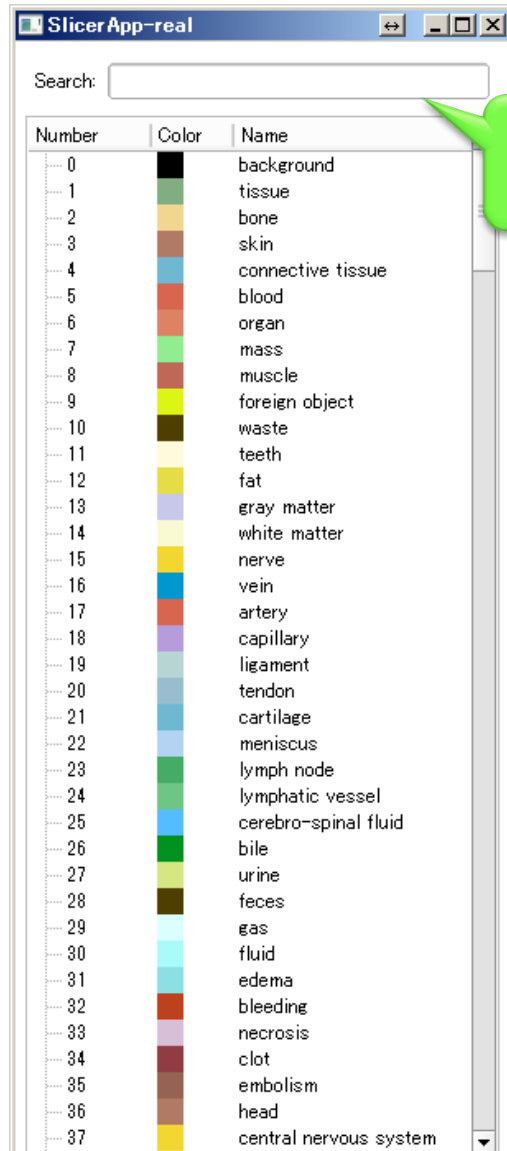 SlicerApp-real
Search:
Number Color Name
0 background
1 tissue
2 bone
3 skin
4 connective tissue
5 blood
6 organ
7 mass
8 muscle
9 foreign object
10 waste
11 teeth
12 fat
13 gray matter
14 white matter
15 nerve
16 vein
17 artery
18 capillary
19 ligament
20 tendon
21 cartilage
22 meniscus
23 lymph node
24 lymphatic vessel
25 cerebro-spinal fluid
26 bile
27 urine
28 feces
29 gas
30 fluid
31 edema
32 bleeding
33 necrosis
34 clot
35 embolism
36 head
37 central nervous system